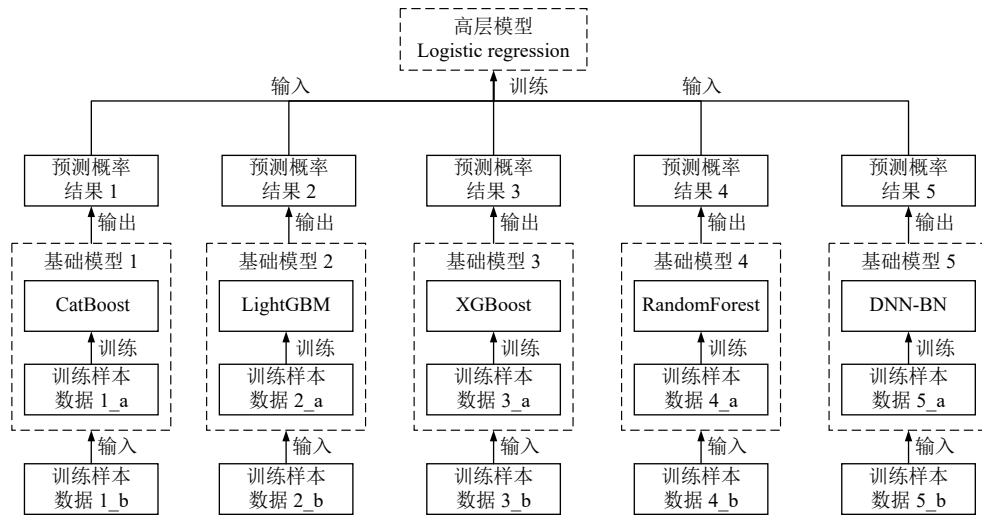 高层模型
Logistic regression
输入
训练
输入
预测概率
结果 1
预测概率
结果 2
预测概率
结果 3
预测概率
结果 4
预测概率
结果 5
输出
输出
输出
输出
输出
基础模型 1
基础模型 2
基础模型 3
基础模型 4
基础模型 5
CatBoost
LightGBM
XGBoost
RandomForest
DNN-BN
训练
训练
训练
训练
训练
训练样本
数据 1_a
训练样本
数据 2_a
训练样本
数据 3_a
训练样本
数据 4_a
训练样本
数据 5_a
输入
输入
输入
输入
输入
训练样本
数据 1_b
训练样本
数据 2_b
训练样本
数据 3_b
训练样本
数据 4_b
训练样本
数据 5_b